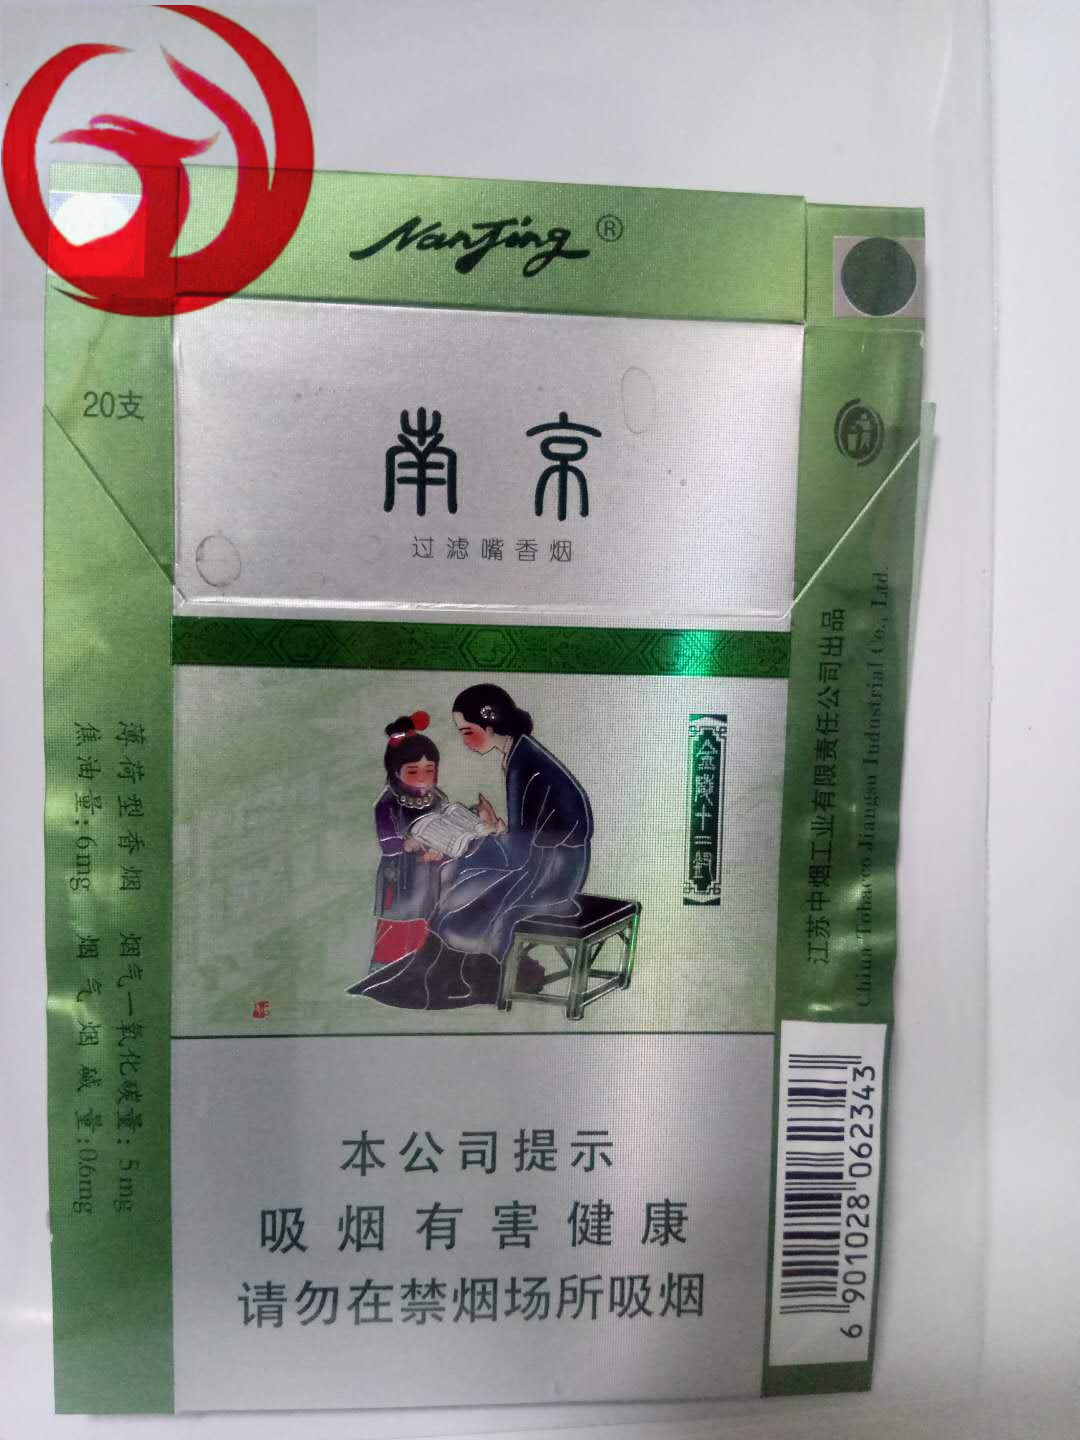 NanJing®
20支
南京
过滤嘴香烟
金陵十二钗
薄荷型香烟 烟气一氧化碳量:5mg
焦油量:6mg 烟气烟碱量:0.6mg
江苏中烟工业有限责任公司出品
China Tobacco Jiangsu Industrial Co., Ltd.
本公司提示
吸烟有害健康
请勿在禁烟场所吸烟
6 901028 062343